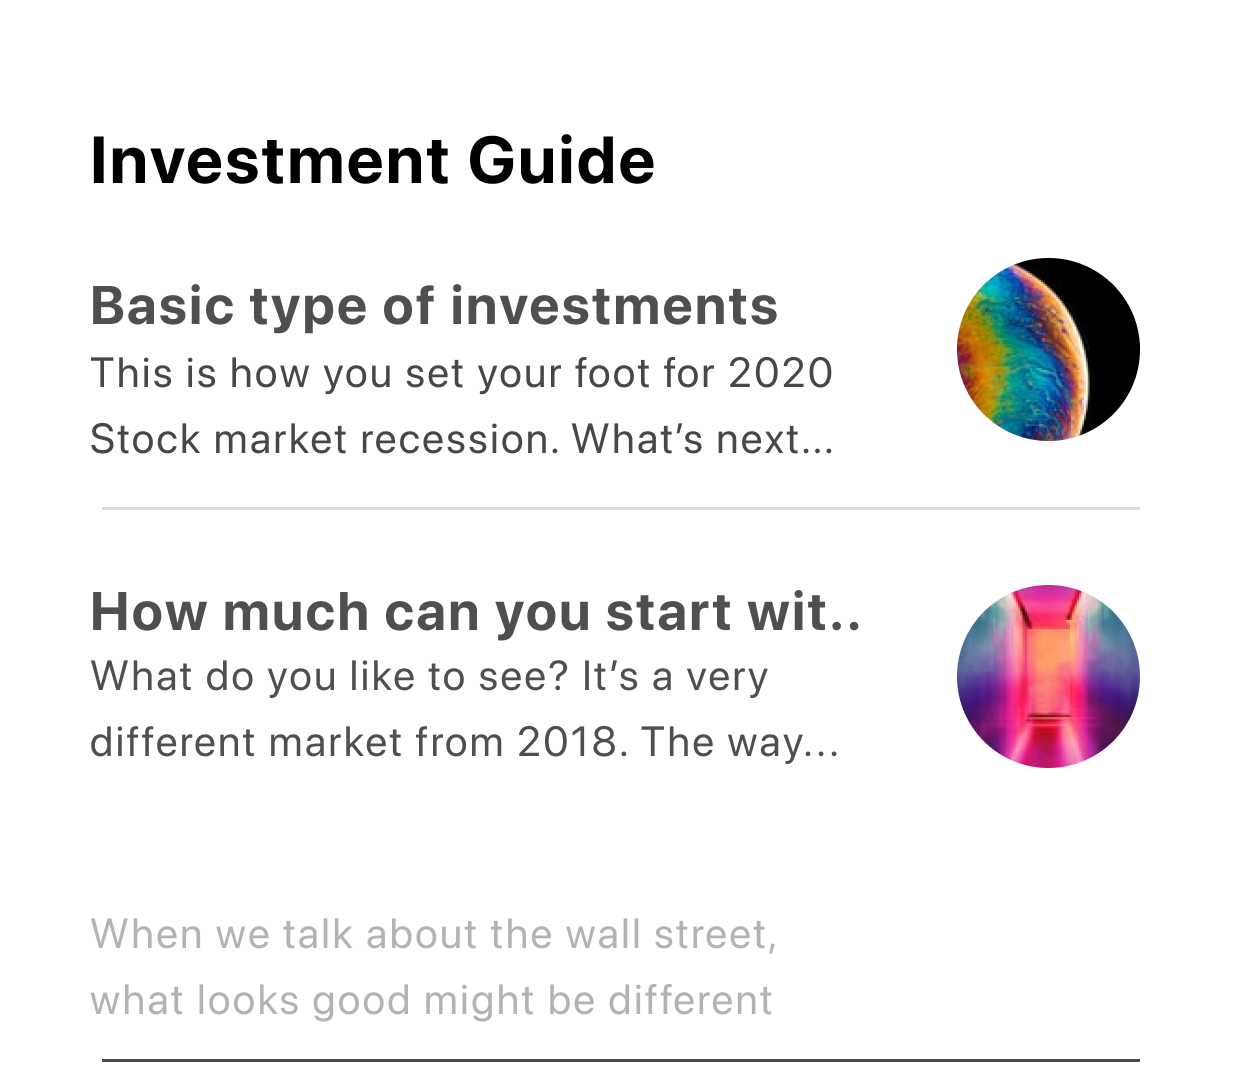 Investment Guide
Basic type of investments
This is how you set your foot for 2020
Stock market recession. What’s next...
How much can you start wit..
What do you like to see? It’s a very
different market from 2018. The way...
When we talk about the wall street,
what looks good might be different